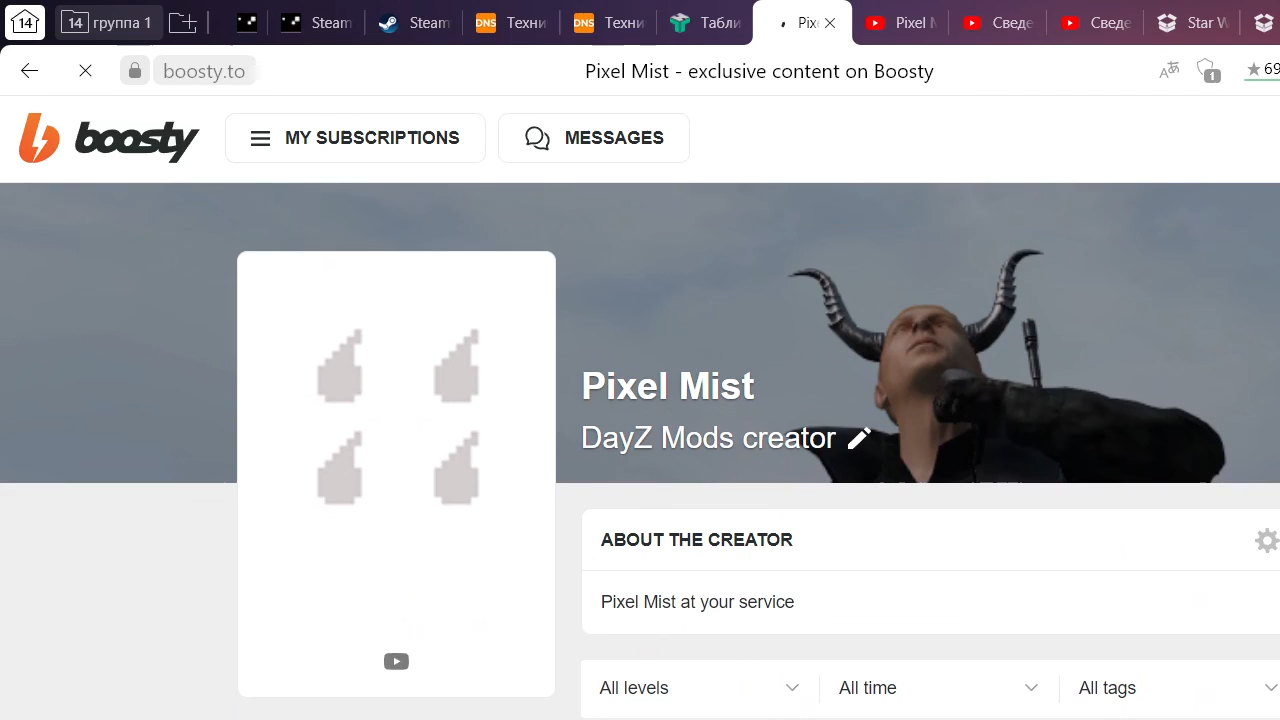 14 14 группа 1 Steam Steam DNS Техни DNS Техни Табли Pix Pixel Сведе Сведе Star W
boosty.to Pixel Mist - exclusive content on Boosty 1 69
boosty MY SUBSCRIPTIONS MESSAGES
Pixel Mist
DayZ Mods creator
ABOUT THE CREATOR
Pixel Mist at your service
All levels All time All tags